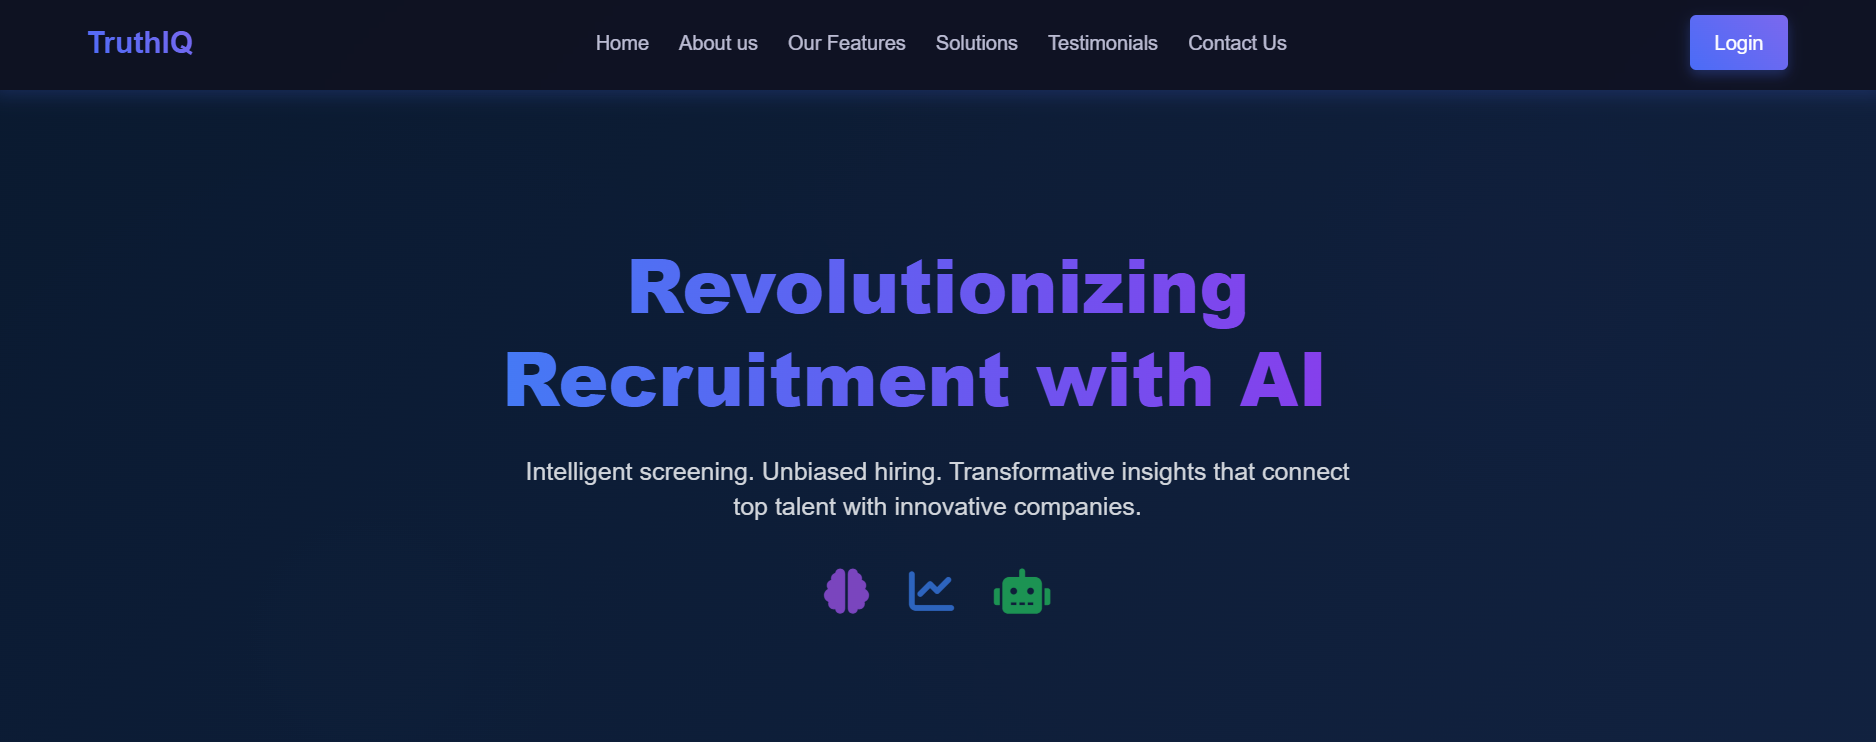 TruthIQ
Home About us Our Features Solutions Testimonials Contact Us
Login
Revolutionizing
Recruitment with AI
Intelligent screening. Unbiased hiring. Transformative insights that connect
top talent with innovative companies.